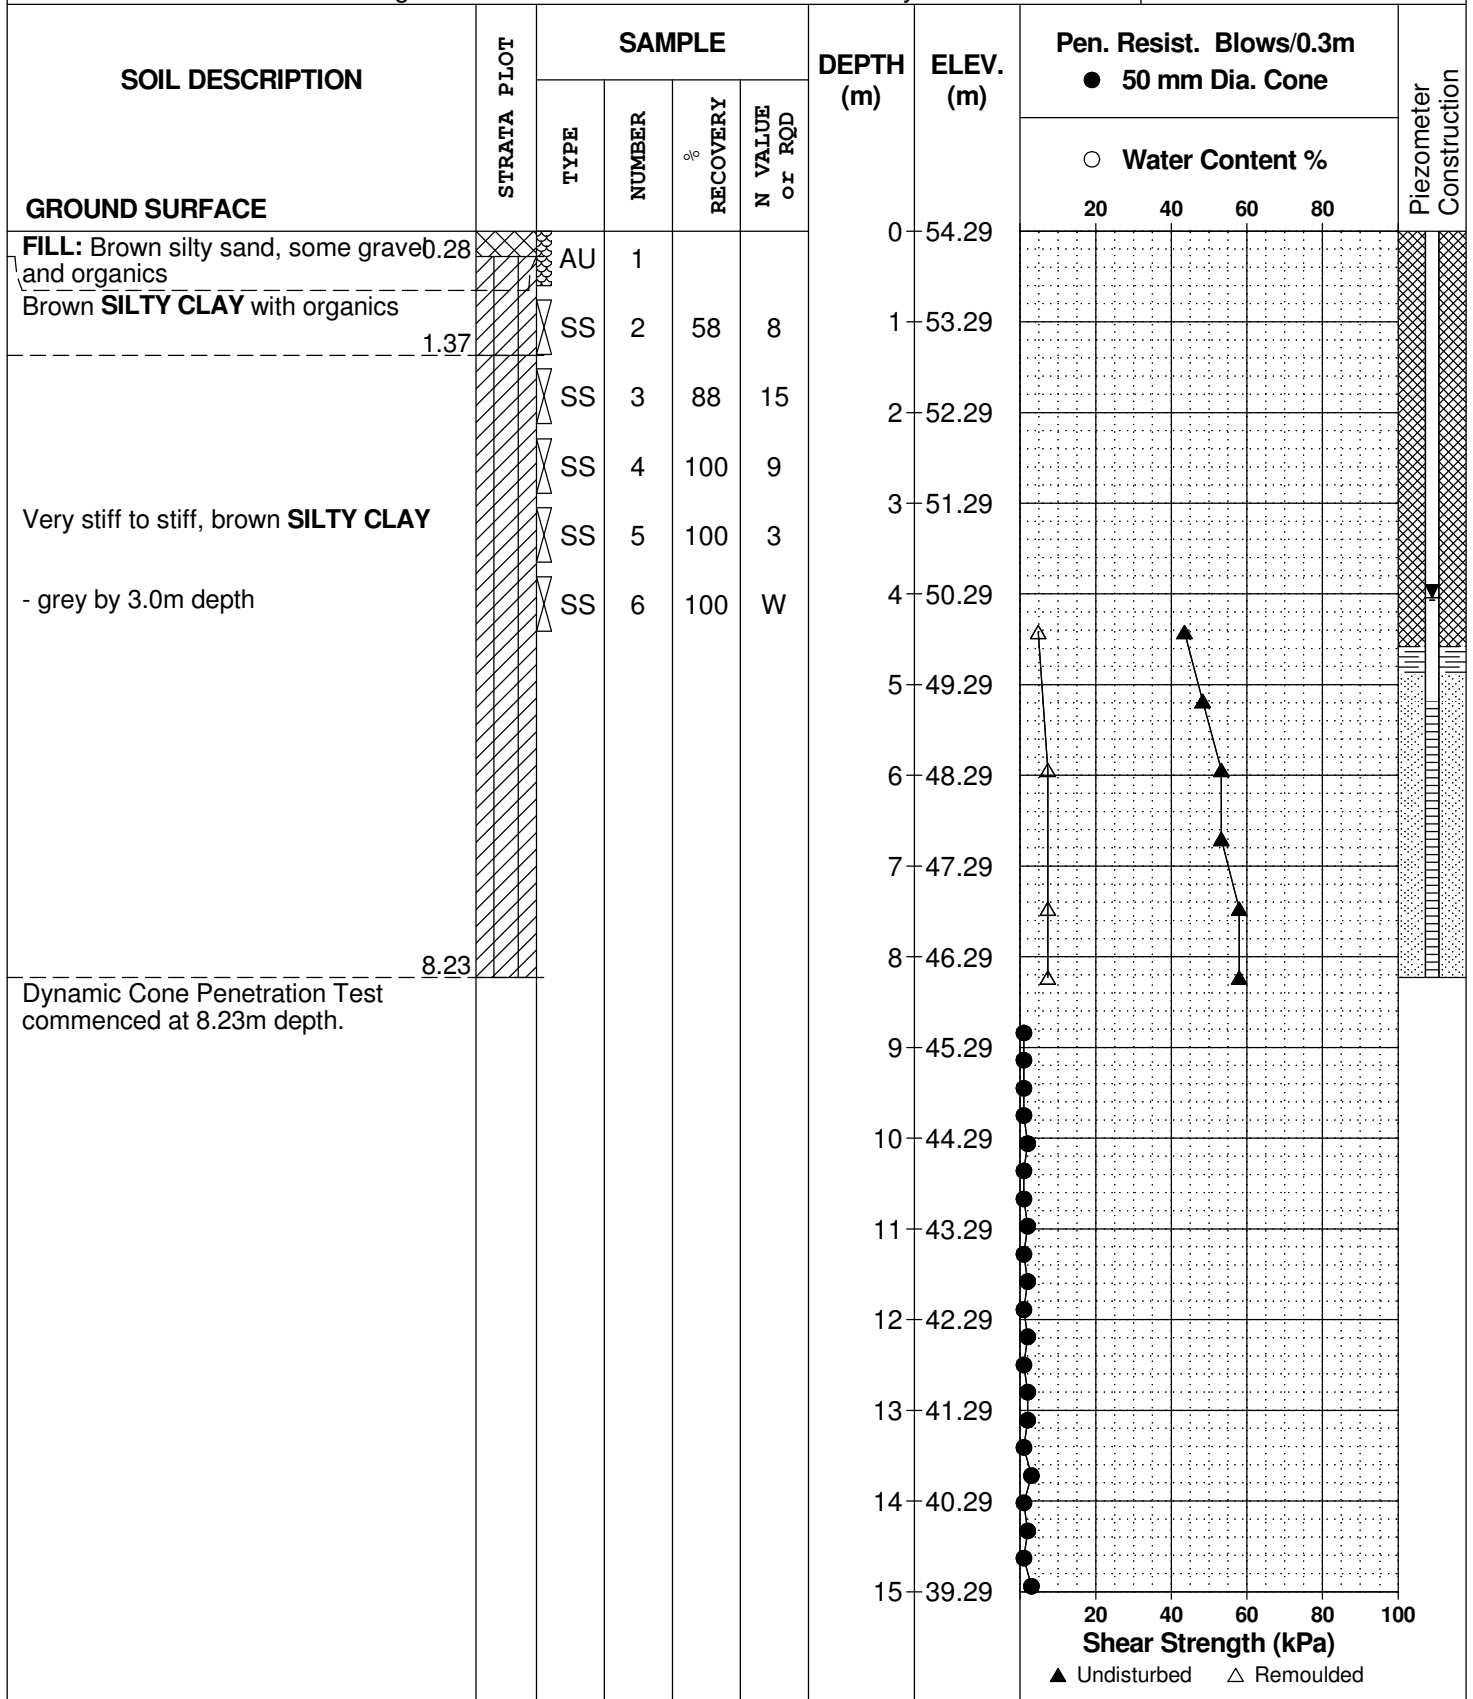 SOIL DESCRIPTION
GROUND SURFACE
STRATA PLOT
SAMPLE
TYPE
NUMBER
% RECOVERY
N VALUE or RQD
DEPTH (m)
ELEV. (m)
Pen. Resist. Blows/0.3m
● 50 mm Dia. Cone
○ Water Content %
20 40 60 80
Piezometer Construction
FILL: Brown silty sand, some gravel 0.28
and organics
Brown SILTY CLAY with organics
1.37
Very stiff to stiff, brown SILTY CLAY
- grey by 3.0m depth
8.23
Dynamic Cone Penetration Test
commenced at 8.23m depth.
AU 1
SS 2 58 8
SS 3 88 15
SS 4 100 9
SS 5 100 3
SS 6 100 W
0 54.29
1 53.29
2 52.29
3 51.29
4 50.29
5 49.29
6 48.29
7 47.29
8 46.29
9 45.29
10 44.29
11 43.29
12 42.29
13 41.29
14 40.29
15 39.29
20 40 60 80 100
Shear Strength (kPa)
▲ Undisturbed △ Remoulded